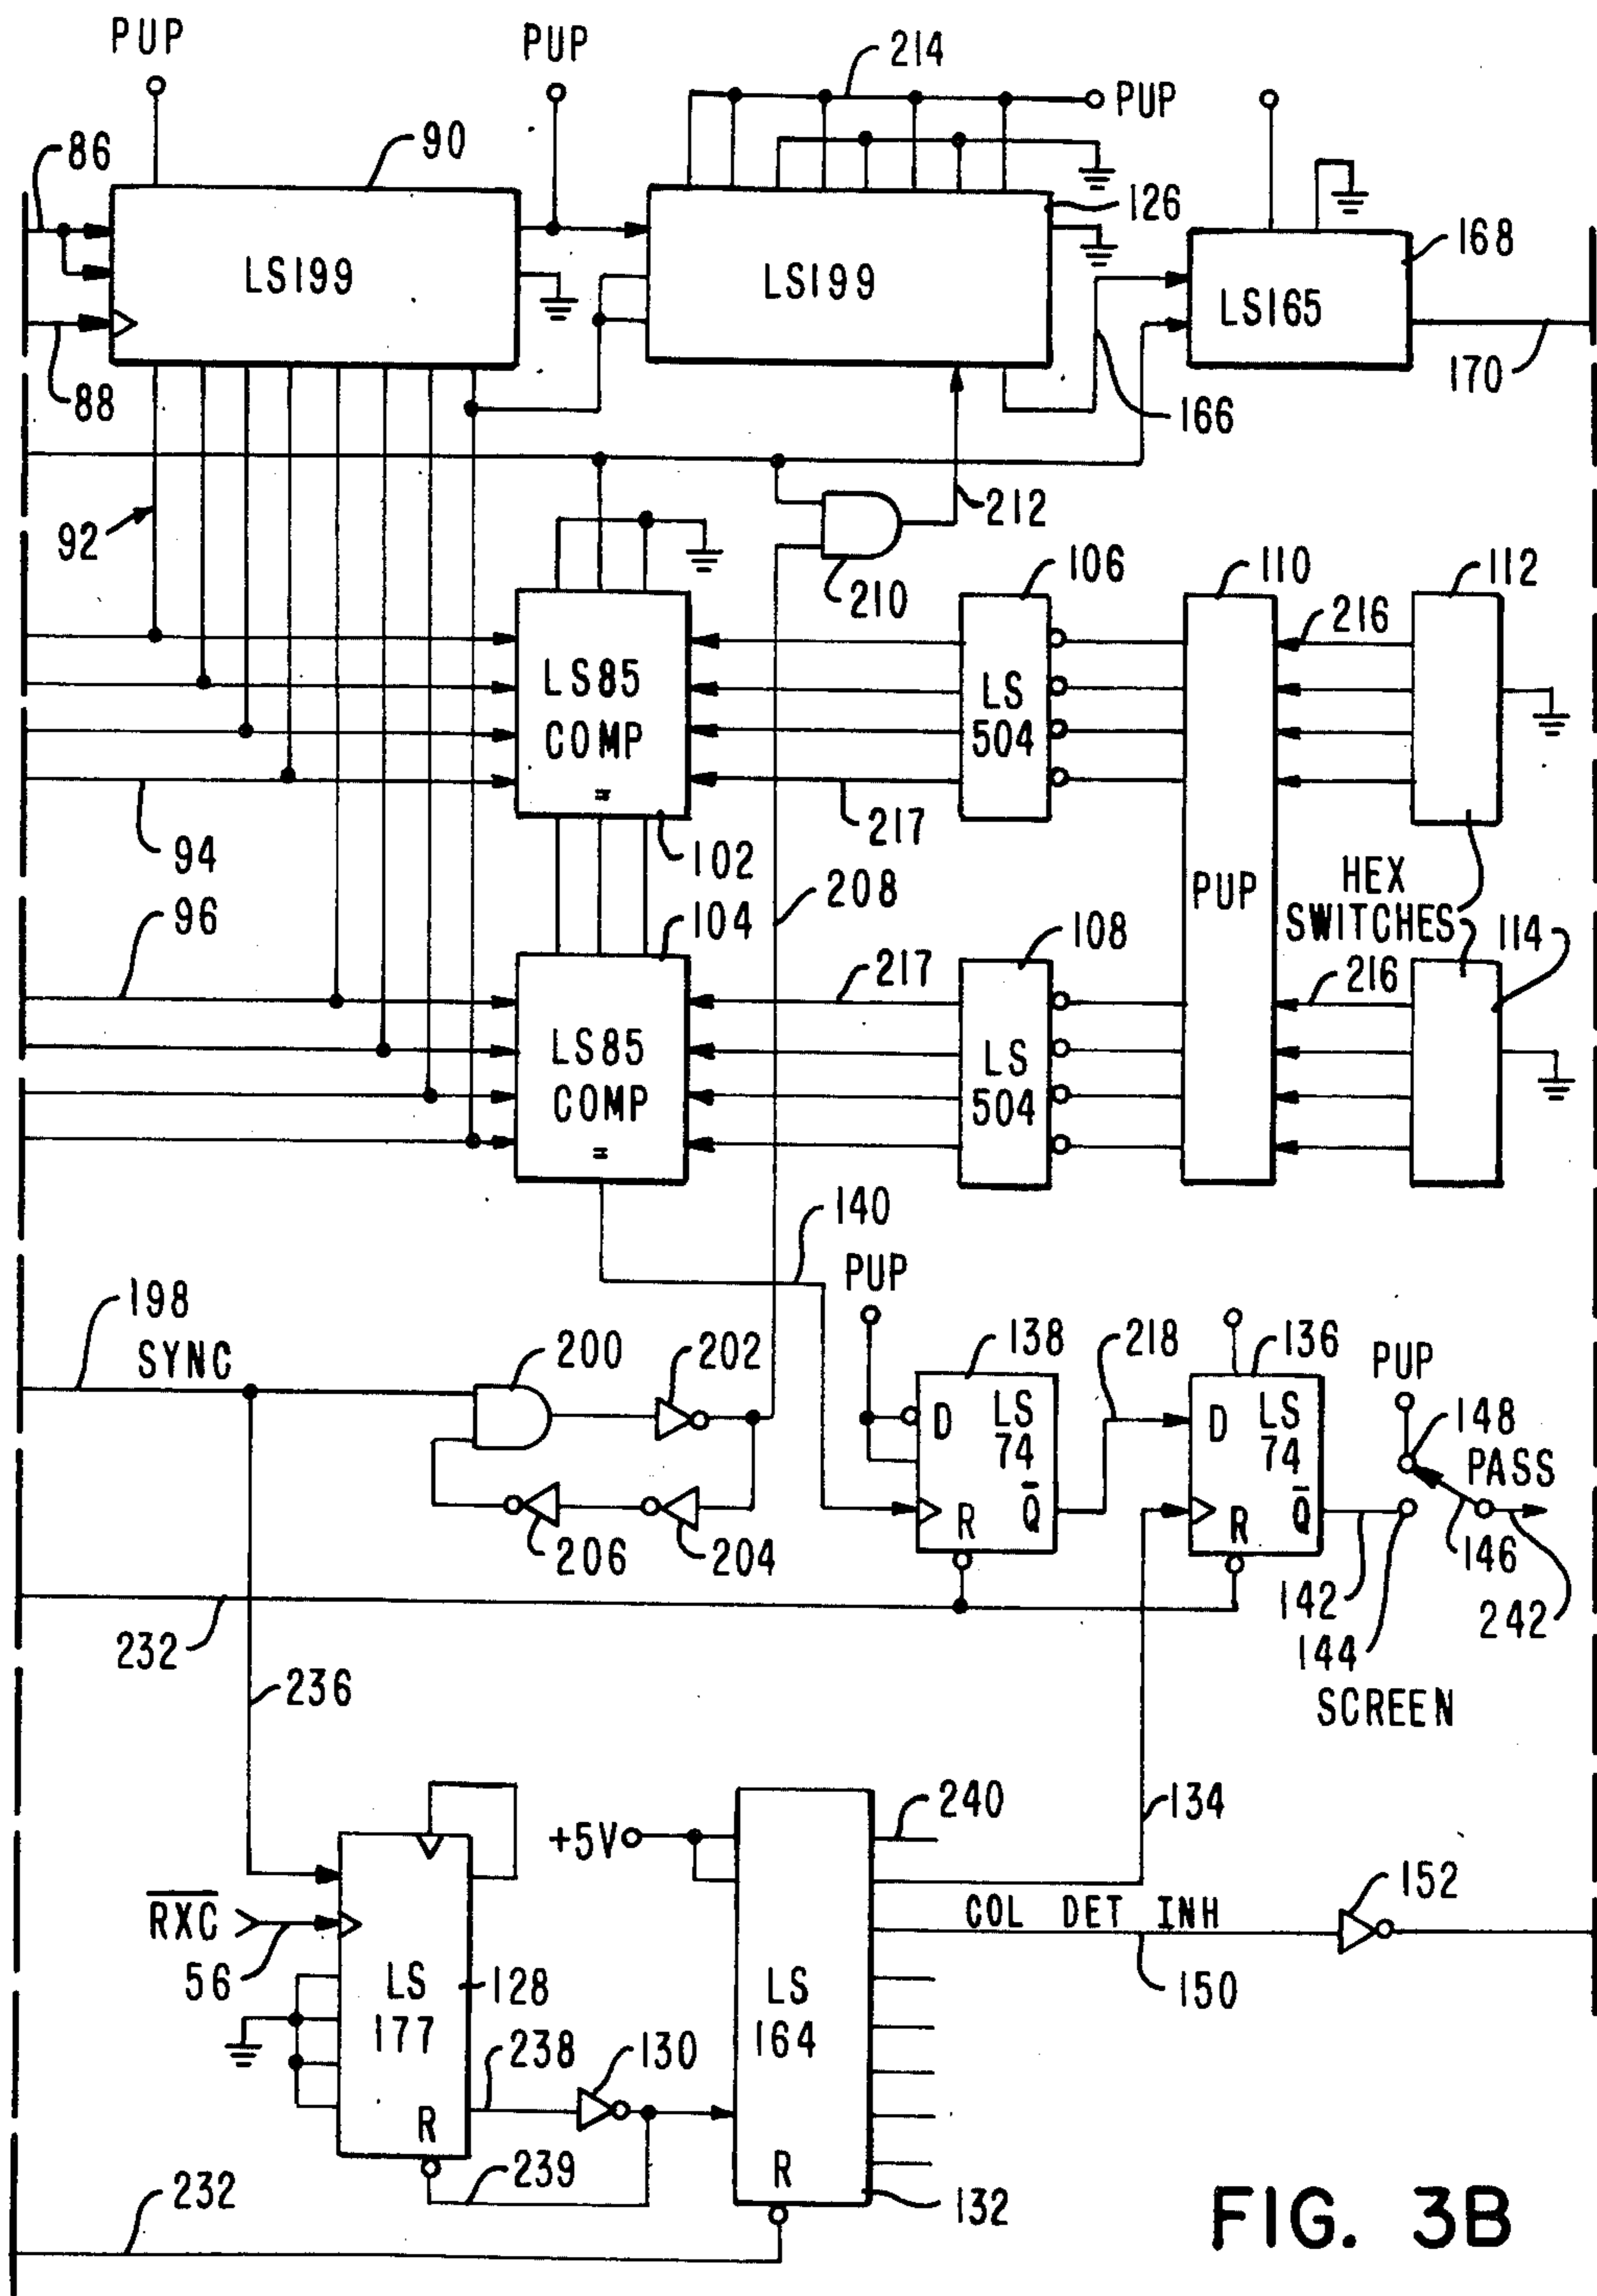 PUP
PUP
214
PUP
86
90
126
LS199
LS199
168
LS165
88
170
166
92
212
210
106
110
112
216
LS85
COMP
=
LS
504
94
217
102
HEX
SWITCHES
PUP
208
96
104
108
114
217
216
LS85
COMP
=
LS
504
140
PUP
198
SYNC
200
202
138
218
136
PUP
D
LS
74
R
Q̅
D
LS
74
R
Q̅
148
PASS
206
204
146
142
242
144
SCREEN
232
236
240
134
+5V
152
R̅X̅C̅
COL DET INH
56
LS
177
128
LS
164
150
238
130
R
R
239
232
132
FIG. 3B